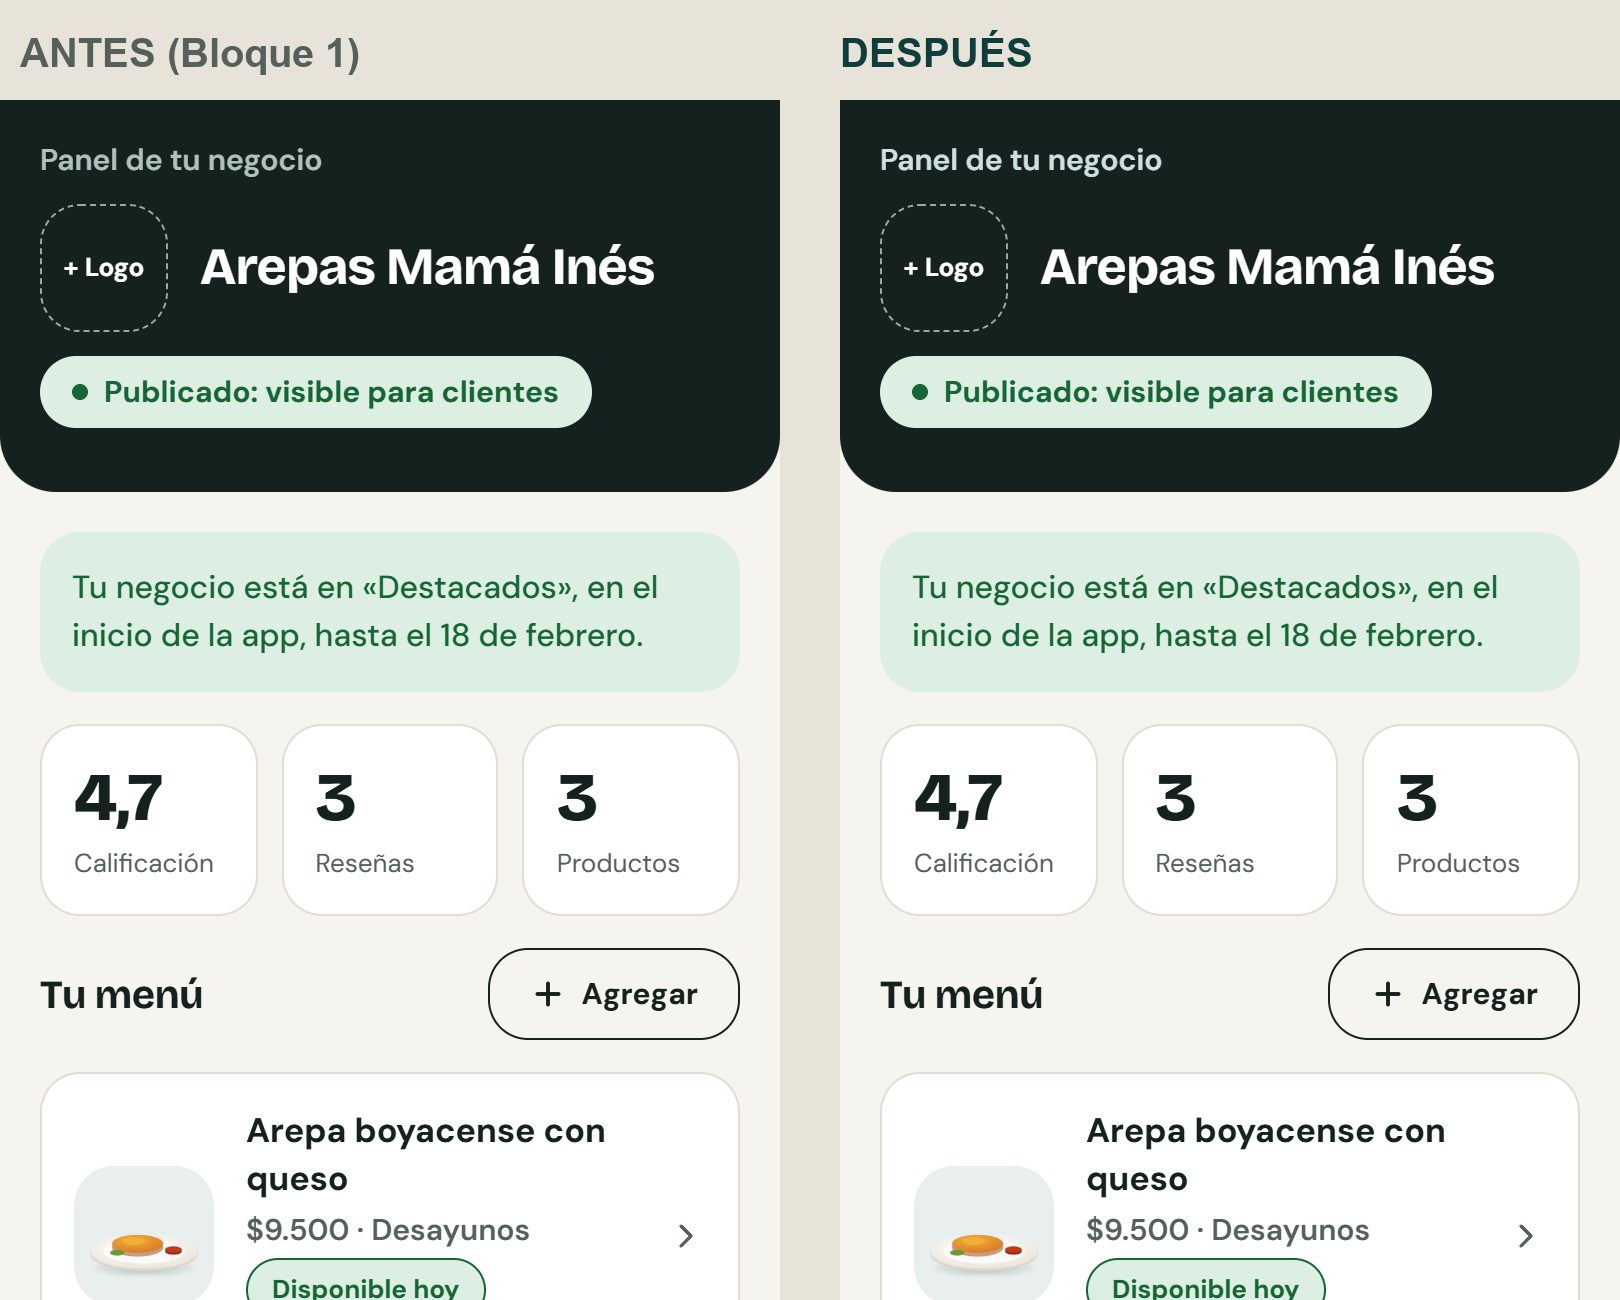 ANTES (Bloque 1)
Panel de tu negocio
+ Logo
Arepas Mamá Inés
Publicado: visible para clientes
Tu negocio está en «Destacados», en el
inicio de la app, hasta el 18 de febrero.
4,7
Calificación
3
Reseñas
3
Productos
Tu menú
+ Agregar
Arepa boyacense con
queso
$9.500 · Desayunos
Disponible hoy
DESPUÉS
Panel de tu negocio
+ Logo
Arepas Mamá Inés
Publicado: visible para clientes
Tu negocio está en «Destacados», en el
inicio de la app, hasta el 18 de febrero.
4,7
Calificación
3
Reseñas
3
Productos
Tu menú
+ Agregar
Arepa boyacense con
queso
$9.500 · Desayunos
Disponible hoy